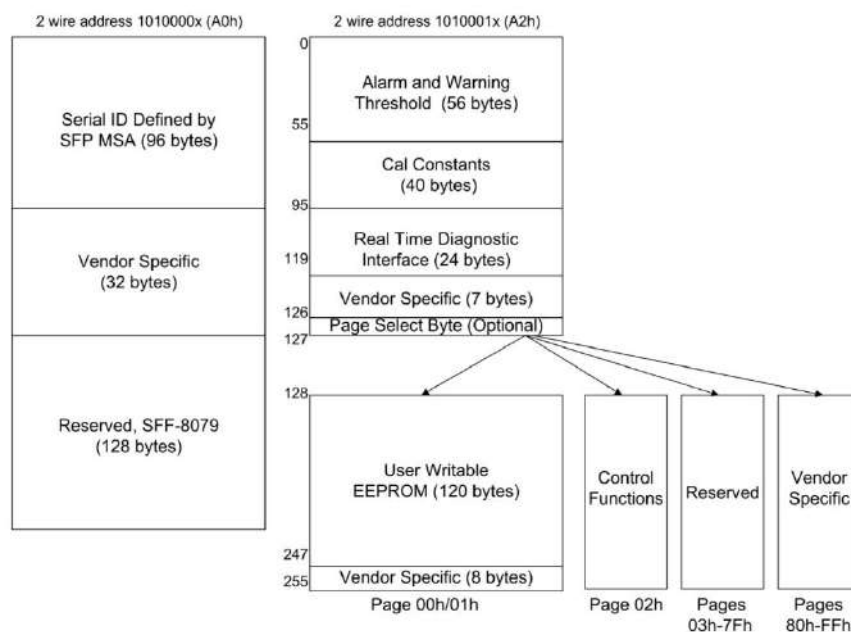 2 wire address 1010000x (A0h)
Serial ID Defined by
SFP MSA (96 bytes)
Vendor Specific
(32 bytes)
Reserved, SFF-8079
(128 bytes)
2 wire address 1010001x (A2h)
0
Alarm and Warning
Threshold (56 bytes)
55
Cal Constants
(40 bytes)
95
Real Time Diagnostic
Interface (24 bytes)
119
Vendor Specific (7 bytes)
126
Page Select Byte (Optional)
127
128
User Writable
EEPROM (120 bytes)
247
Vendor Specific (8 bytes)
255
Page 00h/01h
Control
Functions
Page 02h
Reserved
Pages
03h-7Fh
Vendor
Specific
Pages
80h-FFh